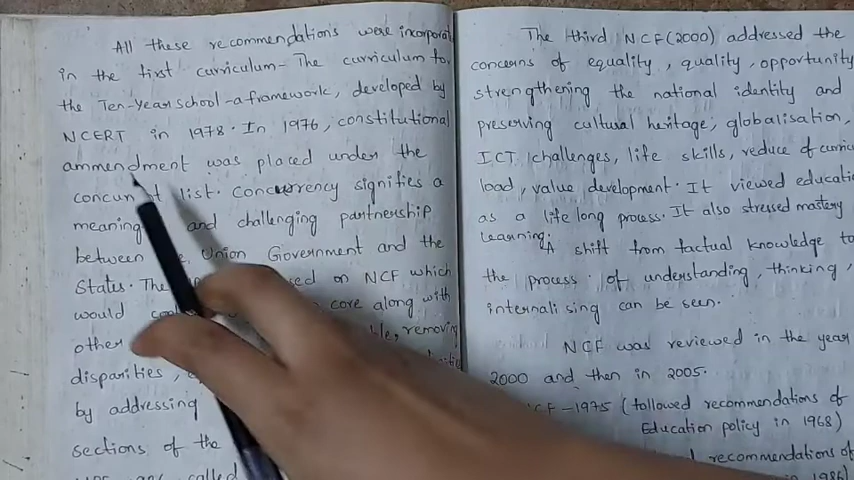 All these recommendations were incorporat
in the first curriculum - The curriculum for
the Ten-Year School - a framework, developed by
NCERT in 1978. In 1976, constitutional
ammendment was placed under the
list. Concurrency signifies a
meaning and challenging partnership
between Union Government and the
States. The on NCF which
would core along with
other removing
disparities,
by addressing
sections of the
called
The third NCF(2000) addressed the
concerns of equality, quality, opportunity
strengthening the national identity and
preserving cultural heritage, globalisation,
ICT challenges, life skills, reduce of curricu
load, value development. It viewed educati
as a life long process. It also stressed mastery
Learning. A shift from factual knowledge to
the process of understanding, thinking,
internalising can be seen.
NCF was reviewed in the year
2000 and then in 2005.
NCF-1975 (followed recommendations of
Education policy in 1968)
recommendations of
in 1986)